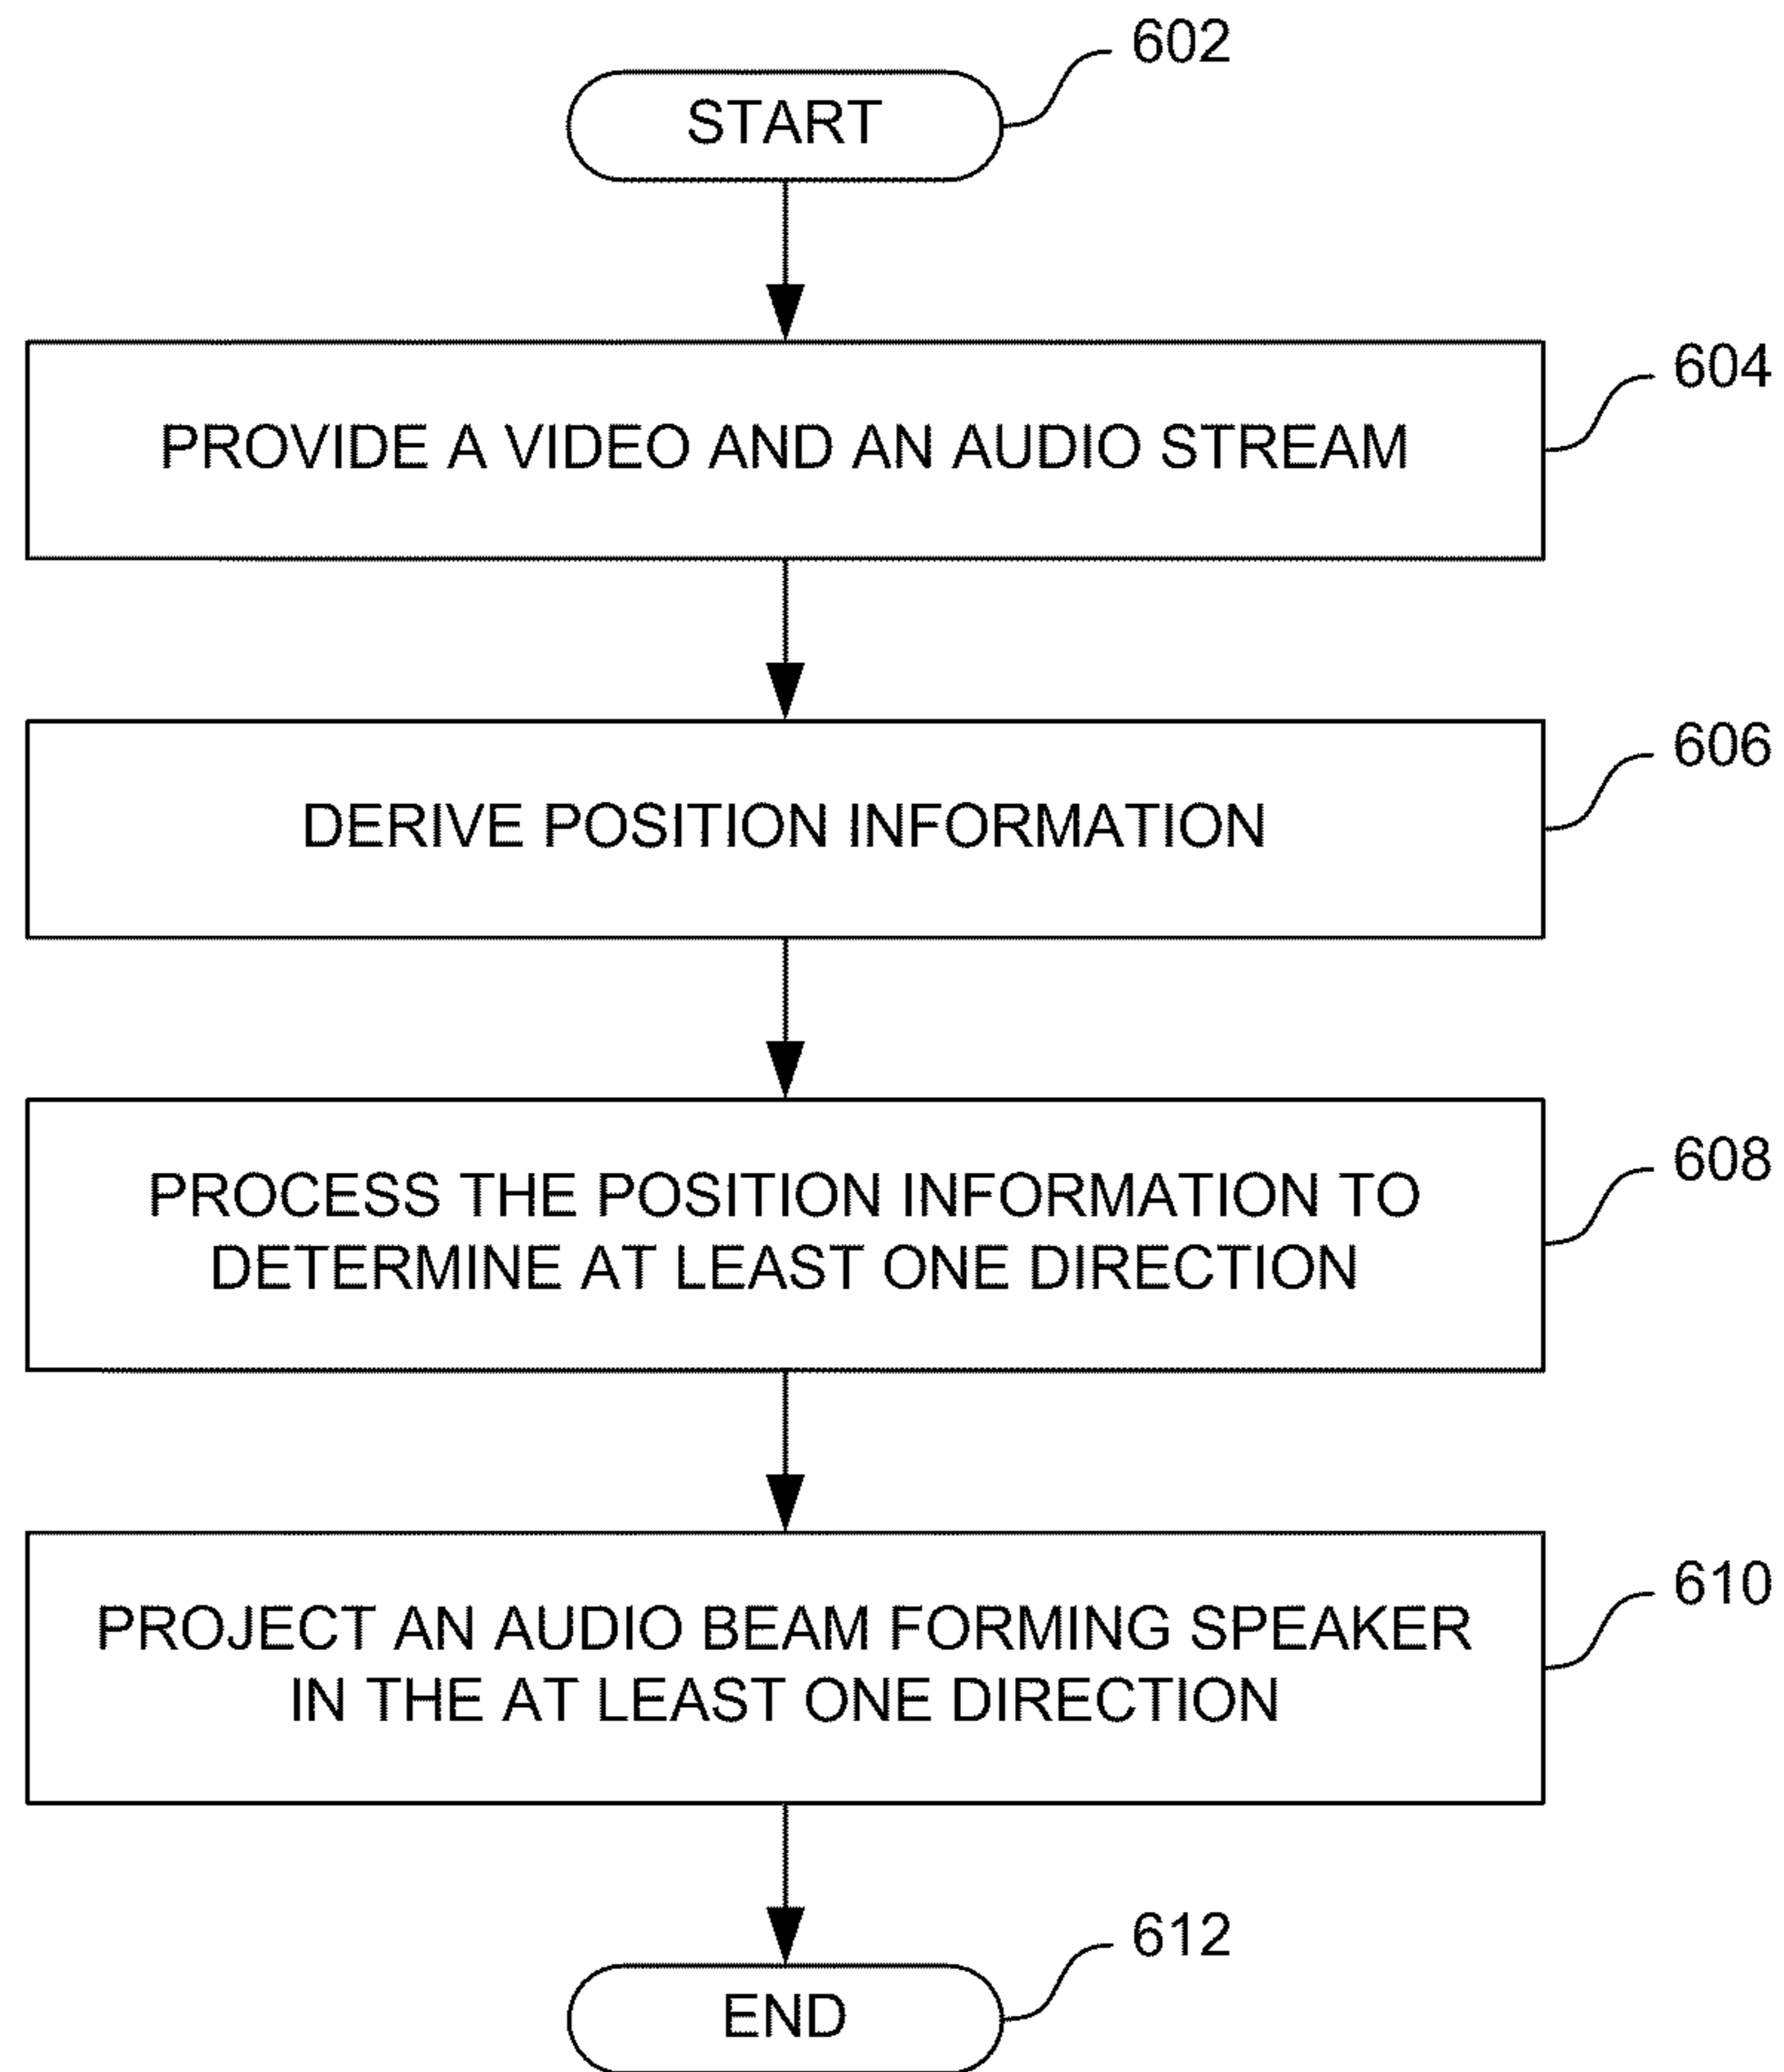 602
START
604
PROVIDE A VIDEO AND AN AUDIO STREAM
606
DERIVE POSITION INFORMATION
608
PROCESS THE POSITION INFORMATION TO
DETERMINE AT LEAST ONE DIRECTION
610
PROJECT AN AUDIO BEAM FORMING SPEAKER
IN THE AT LEAST ONE DIRECTION
612
END